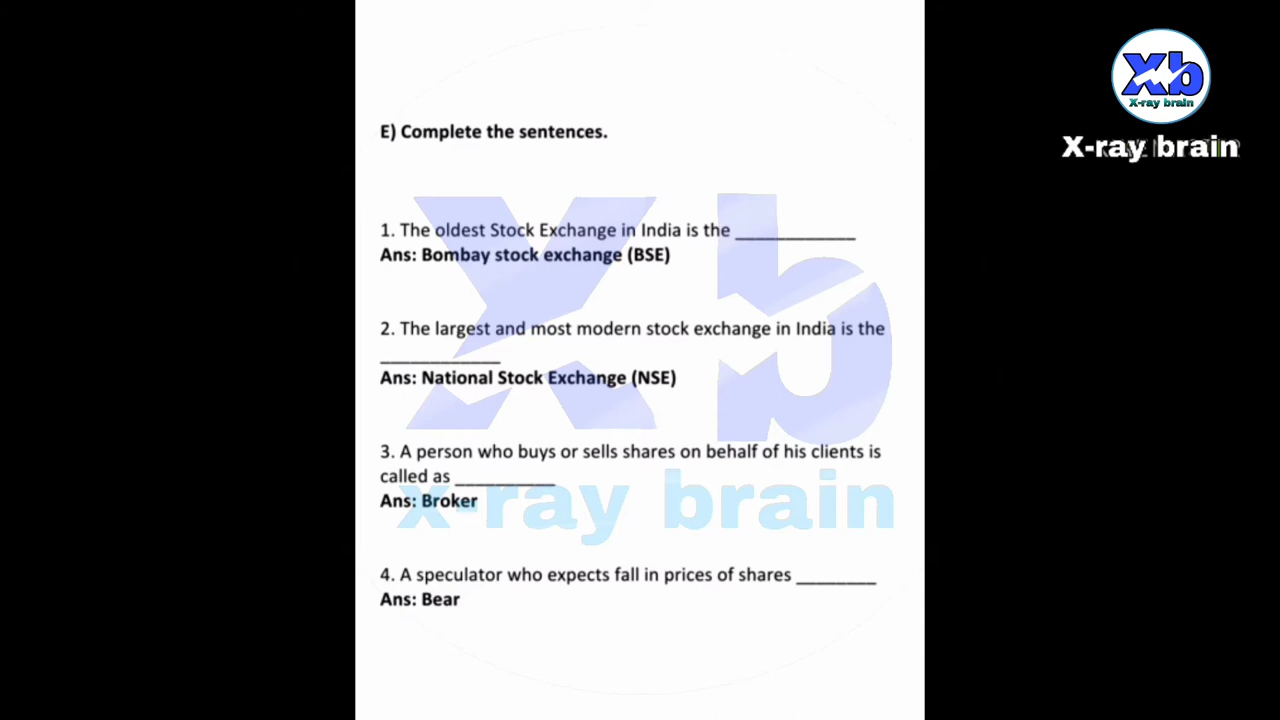 Xb
X-ray brain
X-ray brain
E) Complete the sentences.
1. The oldest Stock Exchange in India is the ____________
Ans: Bombay stock exchange (BSE)
2. The largest and most modern stock exchange in India is the
____________
Ans: National Stock Exchange (NSE)
3. A person who buys or sells shares on behalf of his clients is
called as __________
Ans: Broker
4. A speculator who expects fall in prices of shares ________
Ans: Bear
Xb
x-ray brain